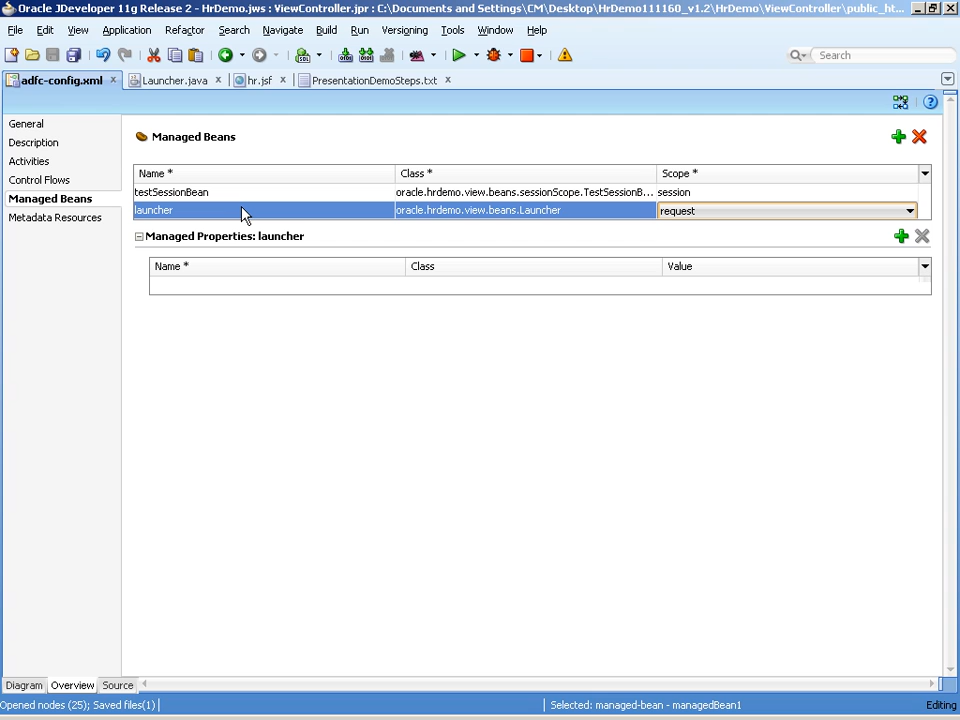 Oracle JDeveloper 11g Release 2 - HrDemo.jws : ViewController.jpr : C:\Documents and Settings\CM\Desktop\HrDemo111160_v1.2\HrDemo\ViewController\public_ht...
File Edit View Application Refactor Search Navigate Build Run Versioning Tools Window Help
Search
adfc-config.xml Launcher.java hr.jsf PresentationDemoSteps.txt
General
Description
Activities
Control Flows
Managed Beans
Metadata Resources
Managed Beans
Name * Class * Scope *
testSessionBean oracle.hrdemo.view.beans.sessionScope.TestSessionB... session
launcher oracle.hrdemo.view.beans.Launcher request
Managed Properties: launcher
Name * Class Value
Diagram Overview Source
Opened nodes (25); Saved files(1) Selected: managed-bean - managedBean1 Editing